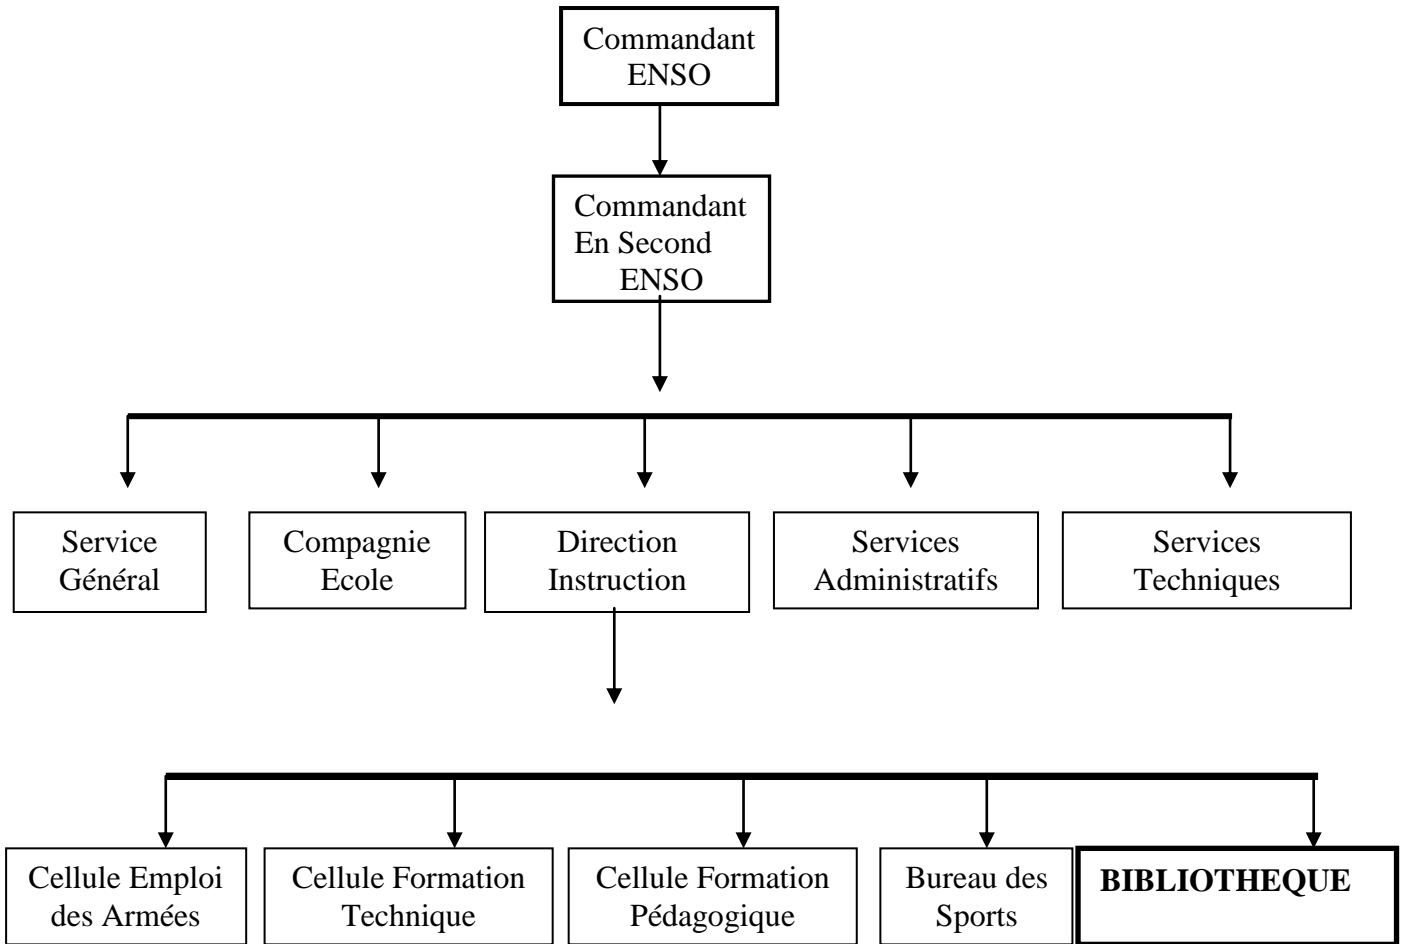 Commandant
ENSO
Commandant
En Second
ENSO
Service
Général
Compagnie
Ecole
Direction
Instruction
Services
Administratifs
Services
Techniques
Cellule Emploi
des Armées
Cellule Formation
Technique
Cellule Formation
Pédagogique
Bureau des
Sports
BIBLIOTHEQUE